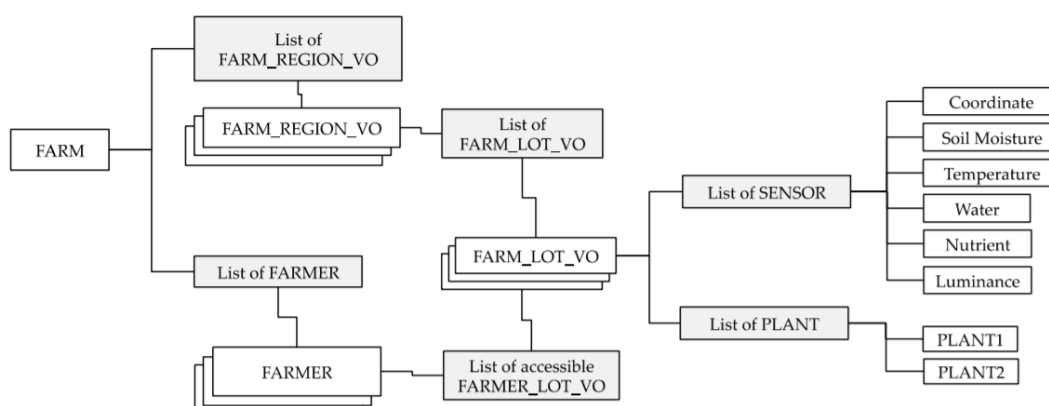 FARM
List of
FARM_REGION_VO
FARM_REGION_VO
List of
FARM_LOT_VO
FARM_LOT_VO
List of FARMER
FARMER
List of accessible
FARMER_LOT_VO
List of SENSOR
Coordinate
Soil Moisture
Temperature
Water
Nutrient
Luminance
List of PLANT
PLANT1
PLANT2